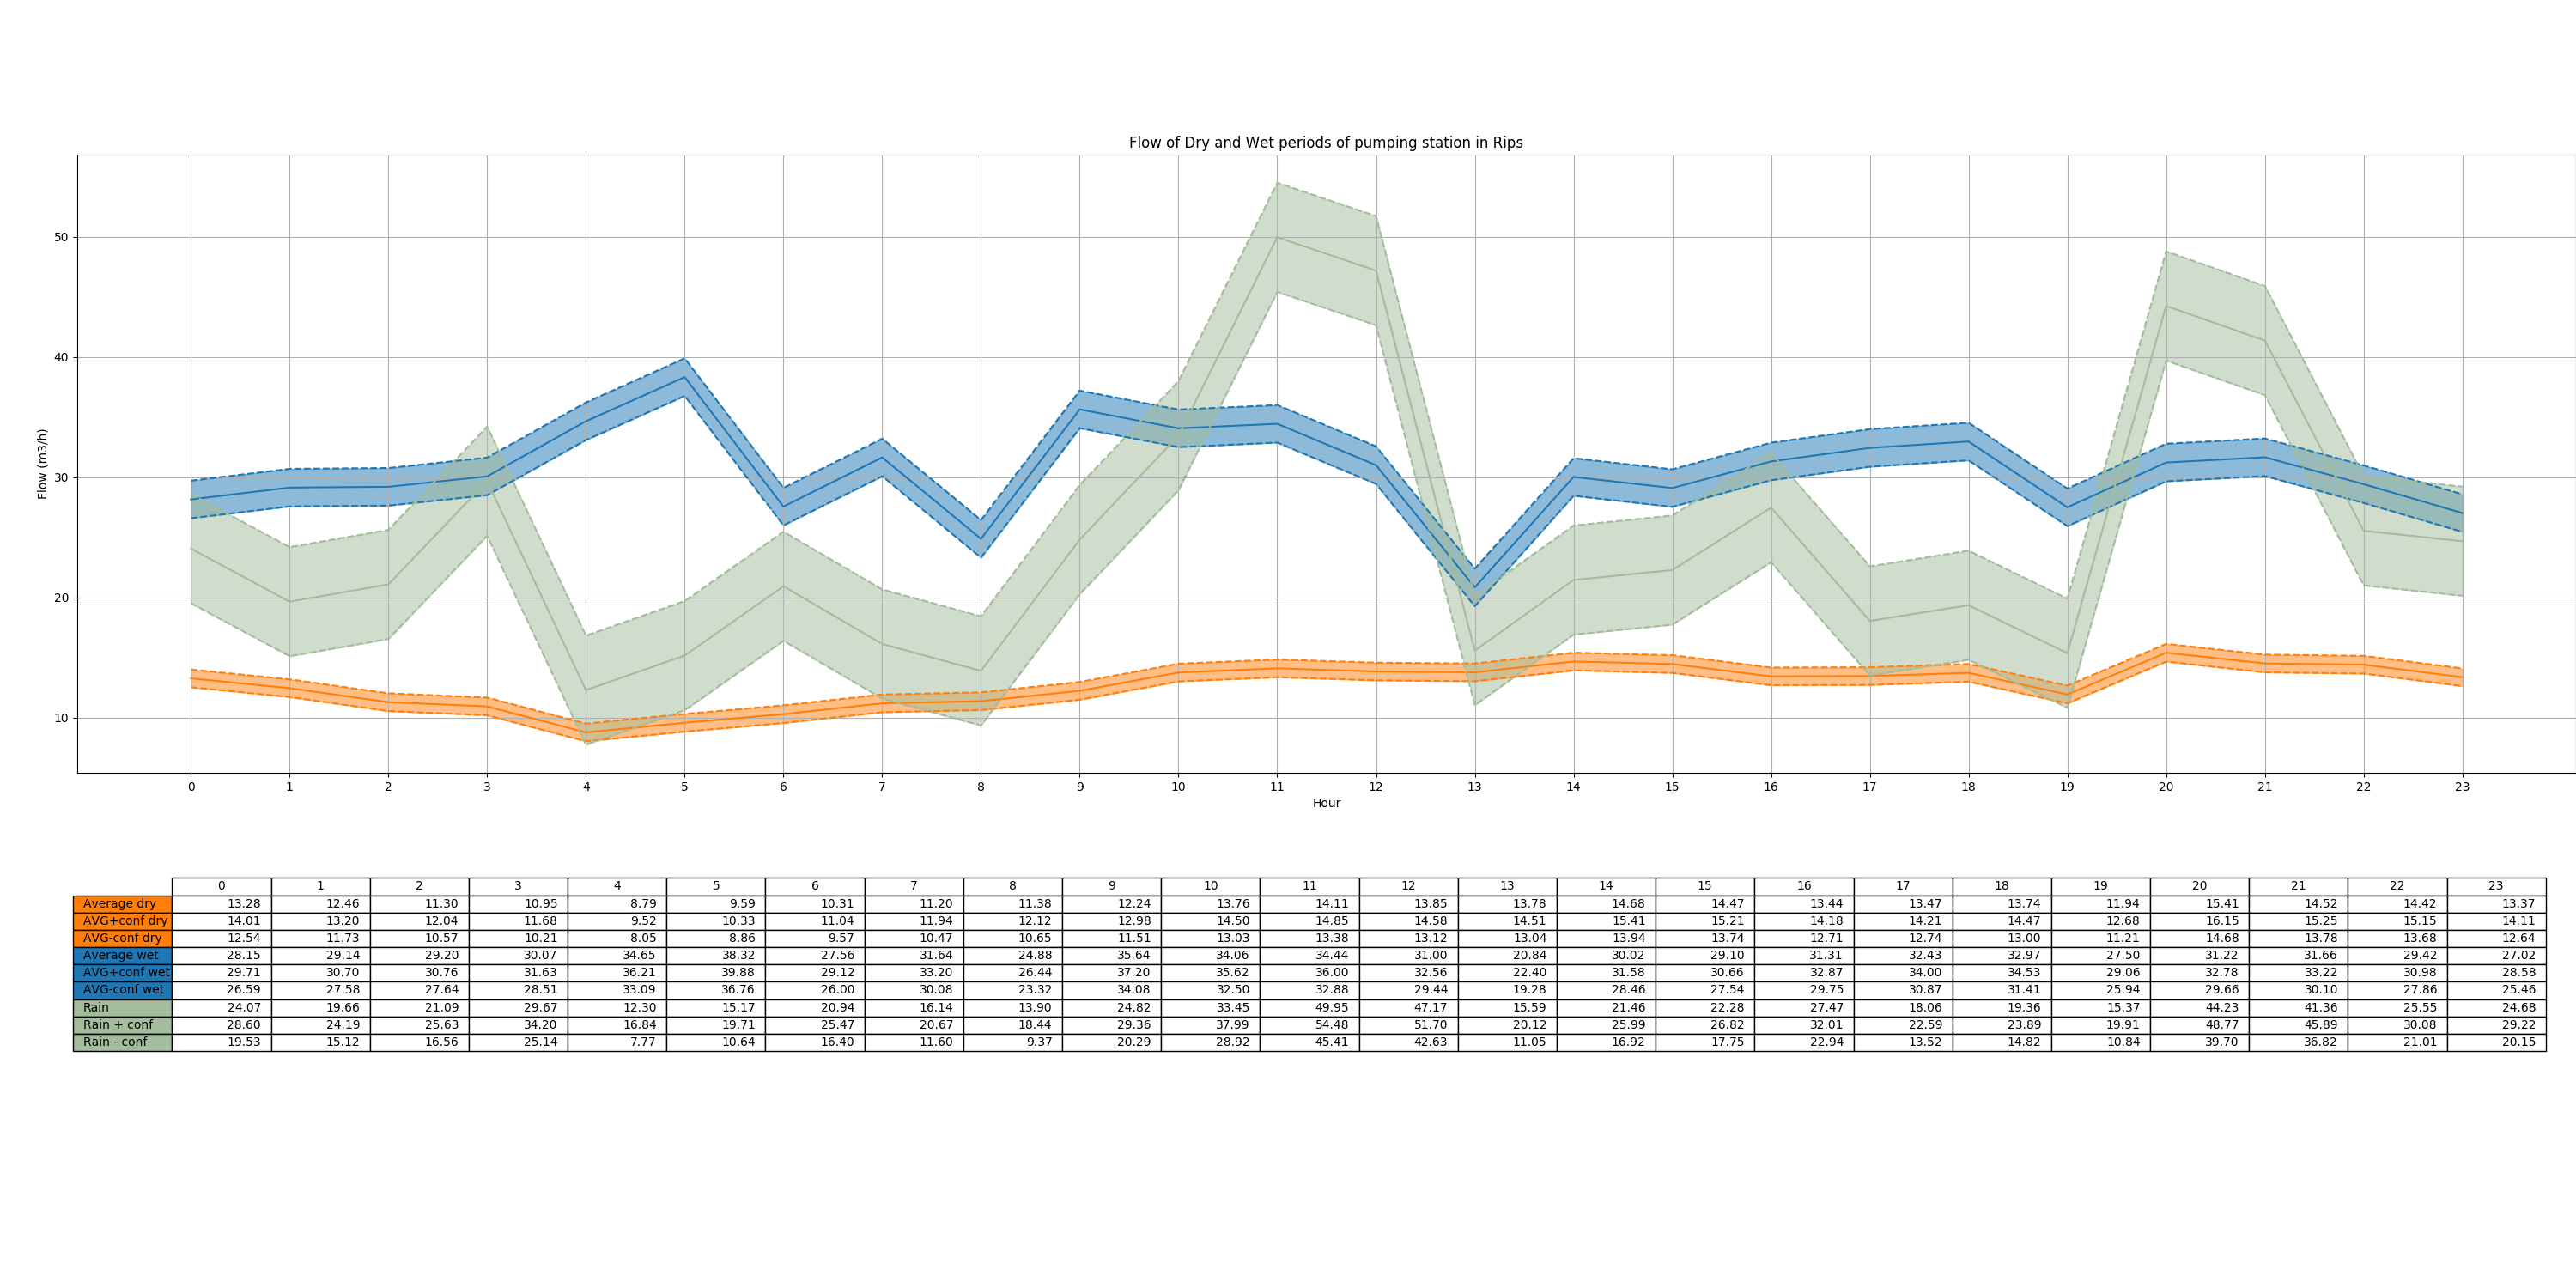 Flow of Dry and Wet periods of pumping station in Rips
50
40
30
20
10
Flow (m3/h)
0 1 2 3 4 5 6 7 8 9 10 11 12 13 14 15 16 17 18 19 20 21 22 23
Hour
0 1 2 3 4 5 6 7 8 9 10 11 12 13 14 15 16 17 18 19 20 21 22 23
Average dry 13.28 12.46 11.30 10.95 8.79 9.59 10.31 11.20 11.38 12.24 13.76 14.11 13.85 13.78 14.68 14.47 13.44 13.47 13.74 11.94 15.41 14.52 14.42 13.37
AVG+conf dry 14.01 13.20 12.04 11.68 9.52 10.33 11.04 11.94 12.12 12.98 14.50 14.85 14.58 14.51 15.41 15.21 14.18 14.21 14.47 12.68 16.15 15.25 15.15 14.11
AVG-conf dry 12.54 11.73 10.57 10.21 8.05 8.86 9.57 10.47 10.65 11.51 13.03 13.38 13.12 13.04 13.94 13.74 12.71 12.74 13.00 11.21 14.68 13.78 13.68 12.64
Average wet 28.15 29.14 29.20 30.07 34.65 38.32 27.56 31.64 24.88 35.64 34.06 34.44 31.00 20.84 30.02 29.10 31.31 32.43 32.97 27.50 31.22 31.66 29.42 27.02
AVG+conf wet 29.71 30.70 30.76 31.63 36.21 39.88 29.12 33.20 26.44 37.20 35.62 36.00 32.56 22.40 31.58 30.66 32.87 34.00 34.53 29.06 32.78 33.22 30.98 28.58
AVG-conf wet 26.59 27.58 27.64 28.51 33.09 36.76 26.00 30.08 23.32 34.08 32.50 32.88 29.44 19.28 28.46 27.54 29.75 30.87 31.41 25.94 29.66 30.10 27.86 25.46
Rain 24.07 19.66 21.09 29.67 12.30 15.17 20.94 16.14 13.90 24.82 33.45 49.95 47.17 15.59 21.46 22.28 27.47 18.06 19.36 15.37 44.23 41.36 25.55 24.68
Rain + conf 28.60 24.19 25.63 34.20 16.84 19.71 25.47 20.67 18.44 29.36 37.99 54.48 51.70 20.12 25.99 26.82 32.01 22.59 23.89 19.91 48.77 45.89 30.08 29.22
Rain - conf 19.53 15.12 16.56 25.14 7.77 10.64 16.40 11.60 9.37 20.29 28.92 45.41 42.63 11.05 16.92 17.75 22.94 13.52 14.82 10.84 39.70 36.82 21.01 20.15